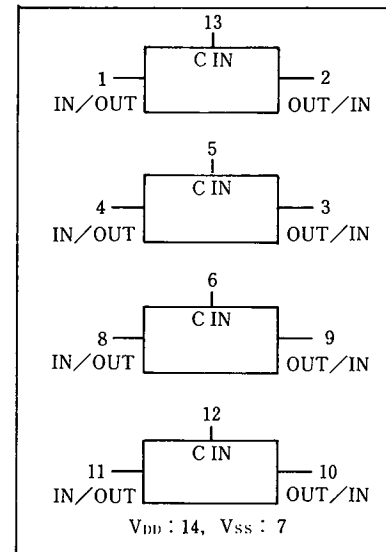 13
C IN
1 2
IN/OUT OUT/IN
5
C IN
4 3
IN/OUT OUT/IN
6
C IN
8 9
IN/OUT OUT/IN
12
C IN
11 10
IN/OUT OUT/IN
VDD : 14, VSS : 7